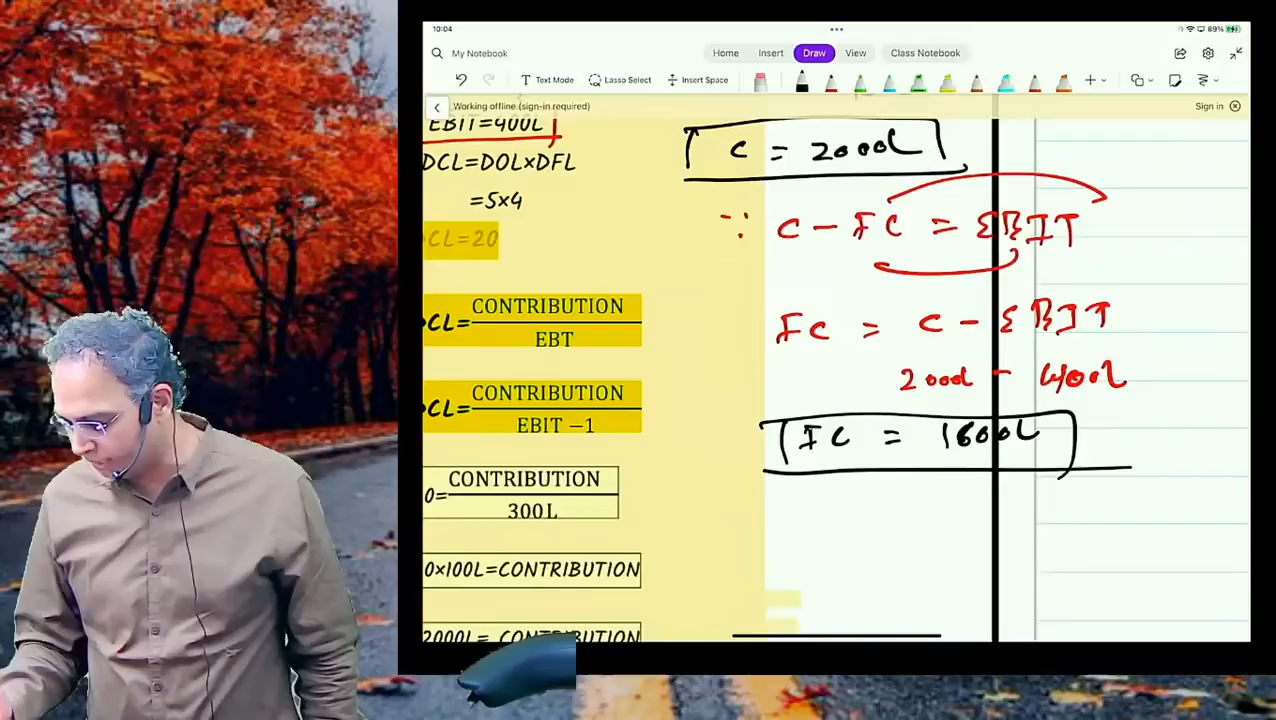 10:04
89%
My Notebook
Home Insert Draw View Class Notebook
Text Mode Lasso Select Insert Space
Working offline (sign-in required) Sign in
EBIT=400L
DCL=DOL×DFL
=5×4
CL=20
CL= CONTRIBUTION
EBT
CL= CONTRIBUTION
EBIT −1
0= CONTRIBUTION
300L
0×100L=CONTRIBUTION
2000L= CONTRIBUTION
C = 2000L
∵ C - FC = EBIT
FC = C - EBIT
2000L - 400L
FC = 1600L